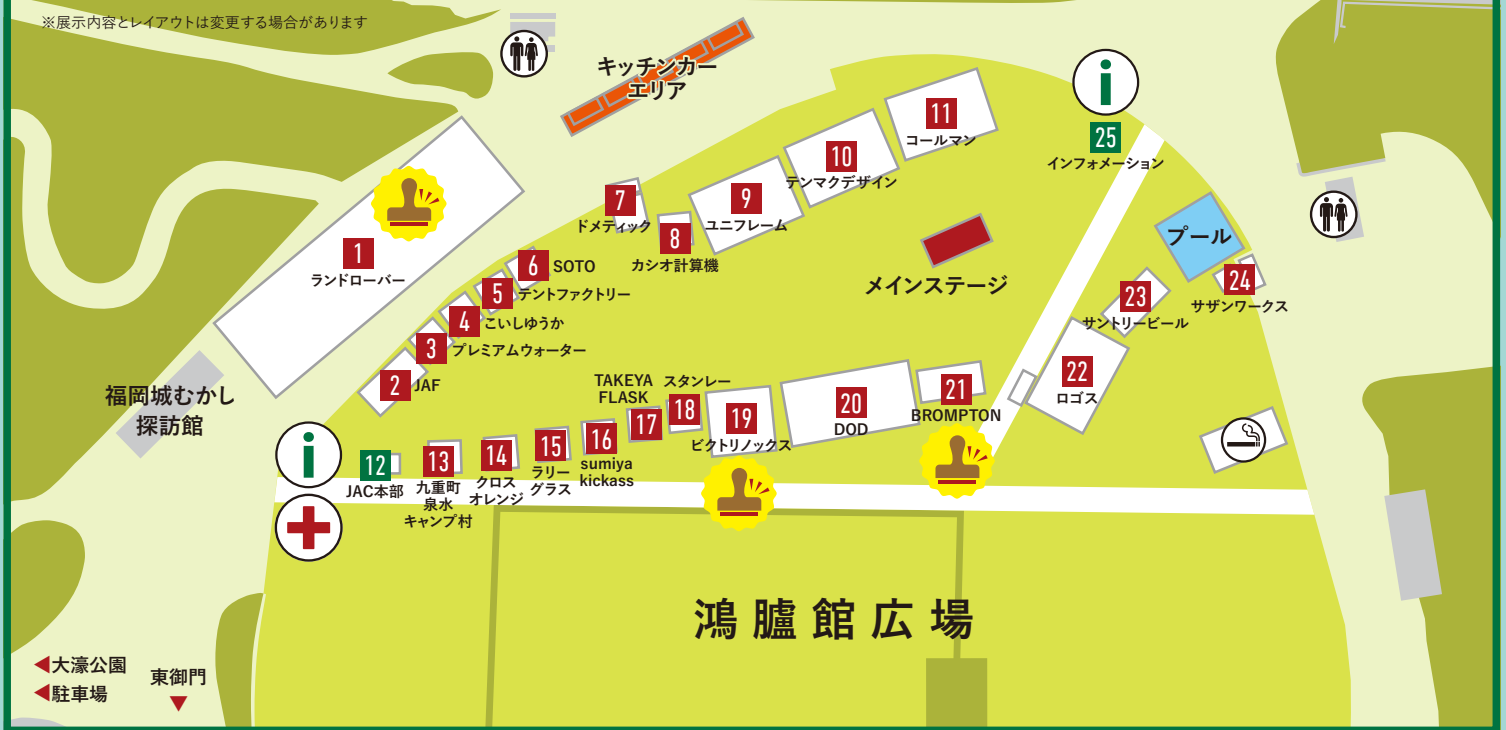 ※展示内容とレイアウトは変更する場合があります
キッチンカー
エリア
1
ランドローバー
2
JAF
3
プレミアムウォーター
4
こいしゆうか
5
テントファクトリー
6
SOTO
7
ドメティック
8
カシオ計算機
9
ユニフレーム
10
テンマクデザイン
11
コールマン
i
25
インフォメーション
メインステージ
プール
24
サザンワークス
23
サントリービール
22
ロゴス
21
BROMPTON
20
DOD
19
ビクトリノックス
18
スタンレー
TAKEYA
FLASK
17
16
sumiya
kickass
15
ラリー
グラス
14
クロス
オレンジ
13
九重町
泉水
キャンプ村
12
JAC本部
i
福岡城むかし
探訪館
鴻臚館広場
大濠公園
駐車場
東御門